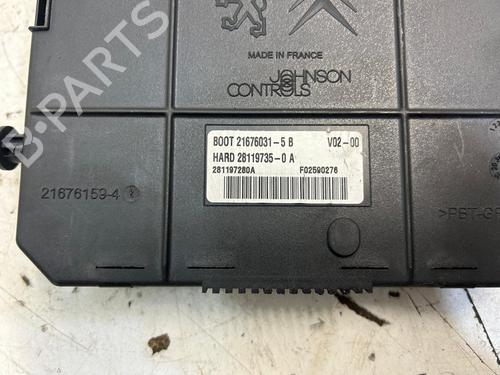 MADE IN FRANCE
JOHNSON
CONTROLS
BOOT 21676031-5 B V02-00
HARD 28119735-0 A
281197280A F02590276
21676159-4
>PBT-G
B-PARTS